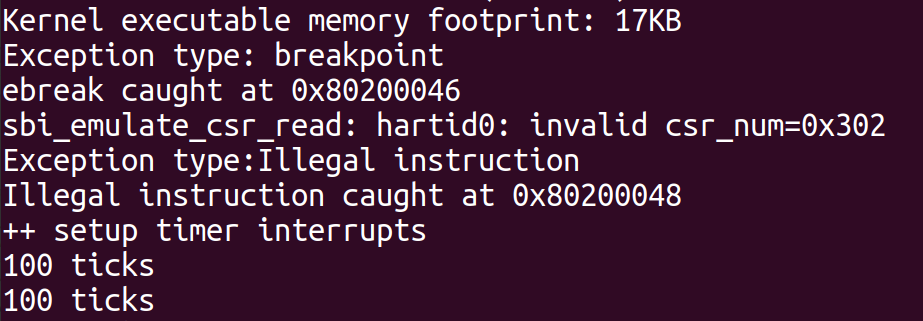 Kernel executable memory footprint: 17KB
Exception type: breakpoint
ebreak caught at 0x80200046
sbi_emulate_csr_read: hartid0: invalid csr_num=0x302
Exception type:Illegal instruction
Illegal instruction caught at 0x80200048
++ setup timer interrupts
100 ticks
100 ticks